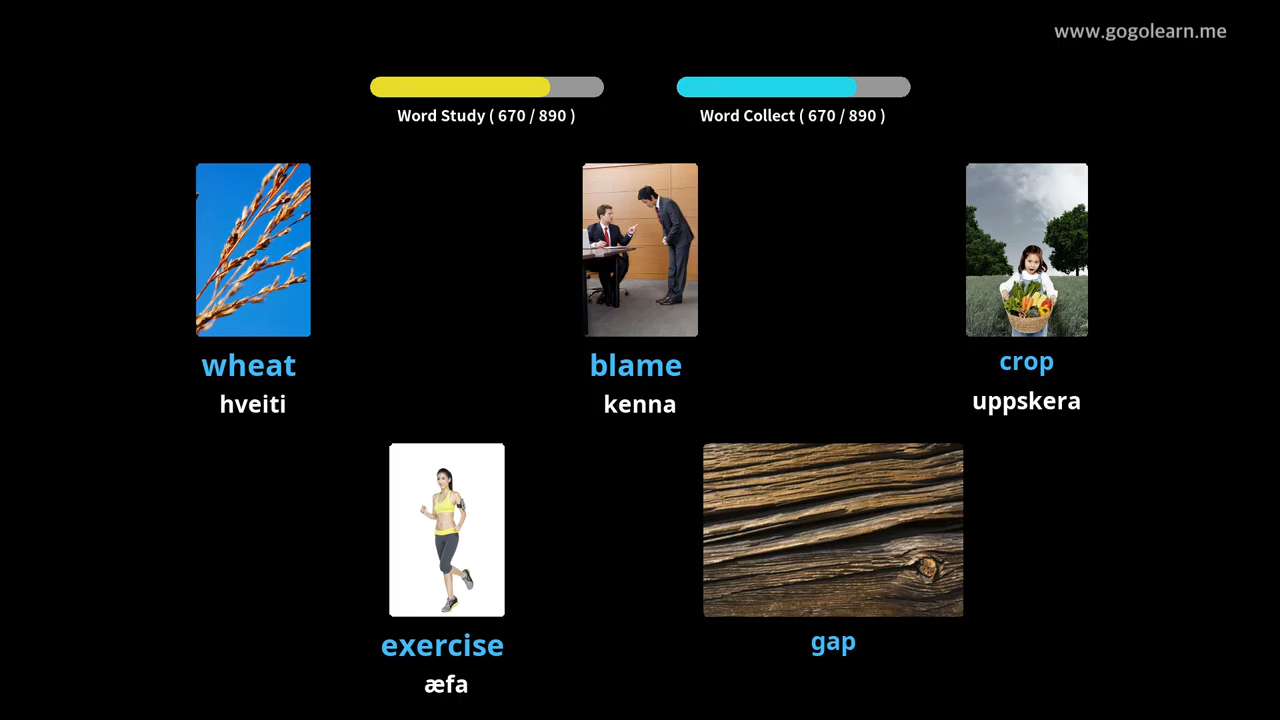 www.gogolearn.me
Word Study ( 670 / 890 )
Word Collect ( 670 / 890 )
wheat
hveiti
blame
kenna
crop
uppskera
exercise
æfa
gap